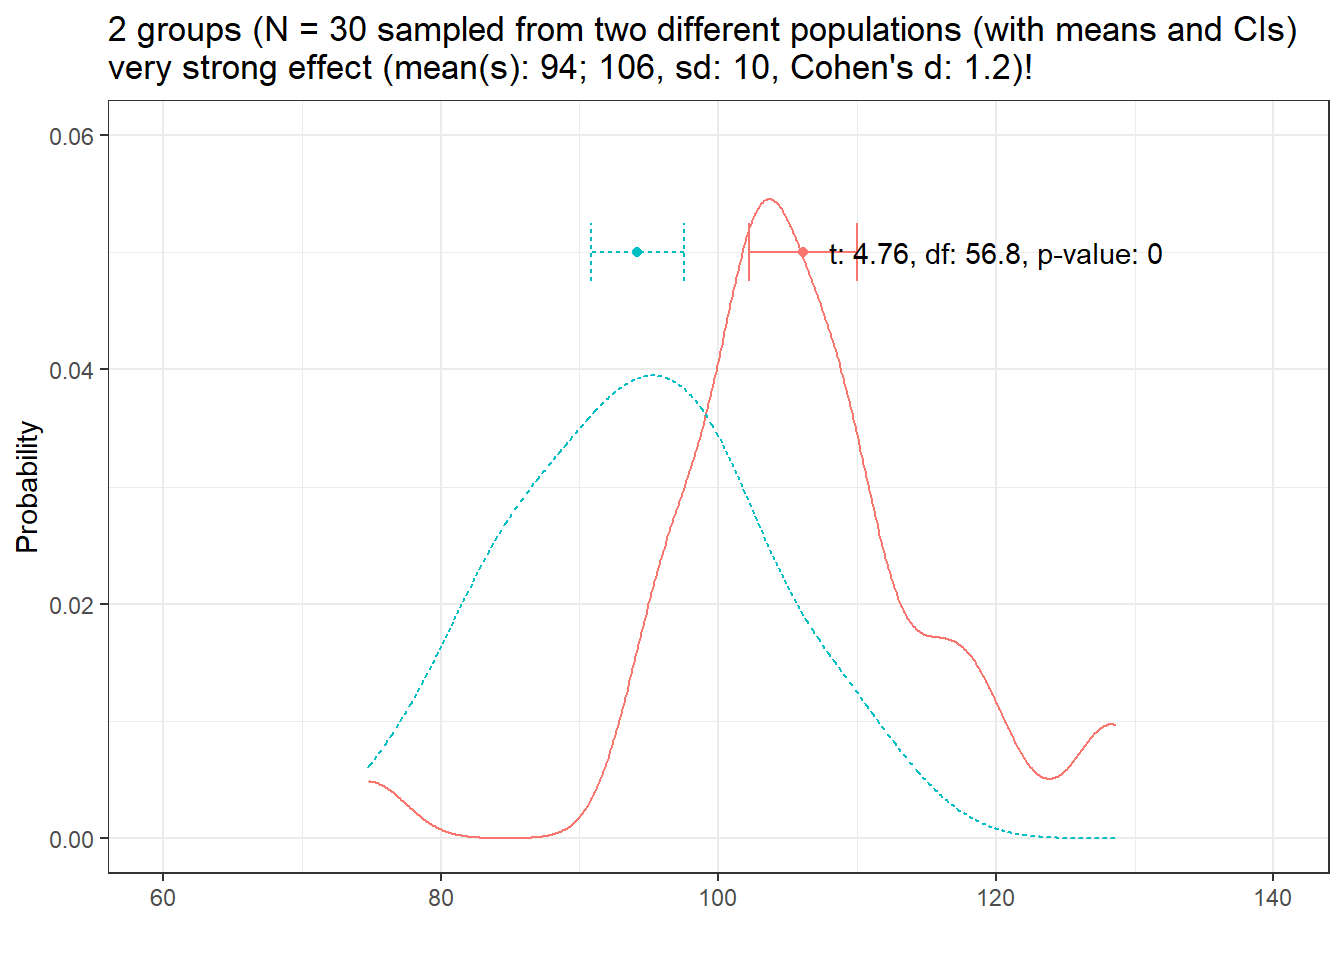 2 groups (N = 30 sampled from two different populations (with means and CIs)
very strong effect (mean(s): 94; 106, sd: 10, Cohen's d: 1.2)!
0.06
t: 4.76, df: 56.8, p-value: 0
0.04
Probability
0.02
0.00
60 80 100 120 140